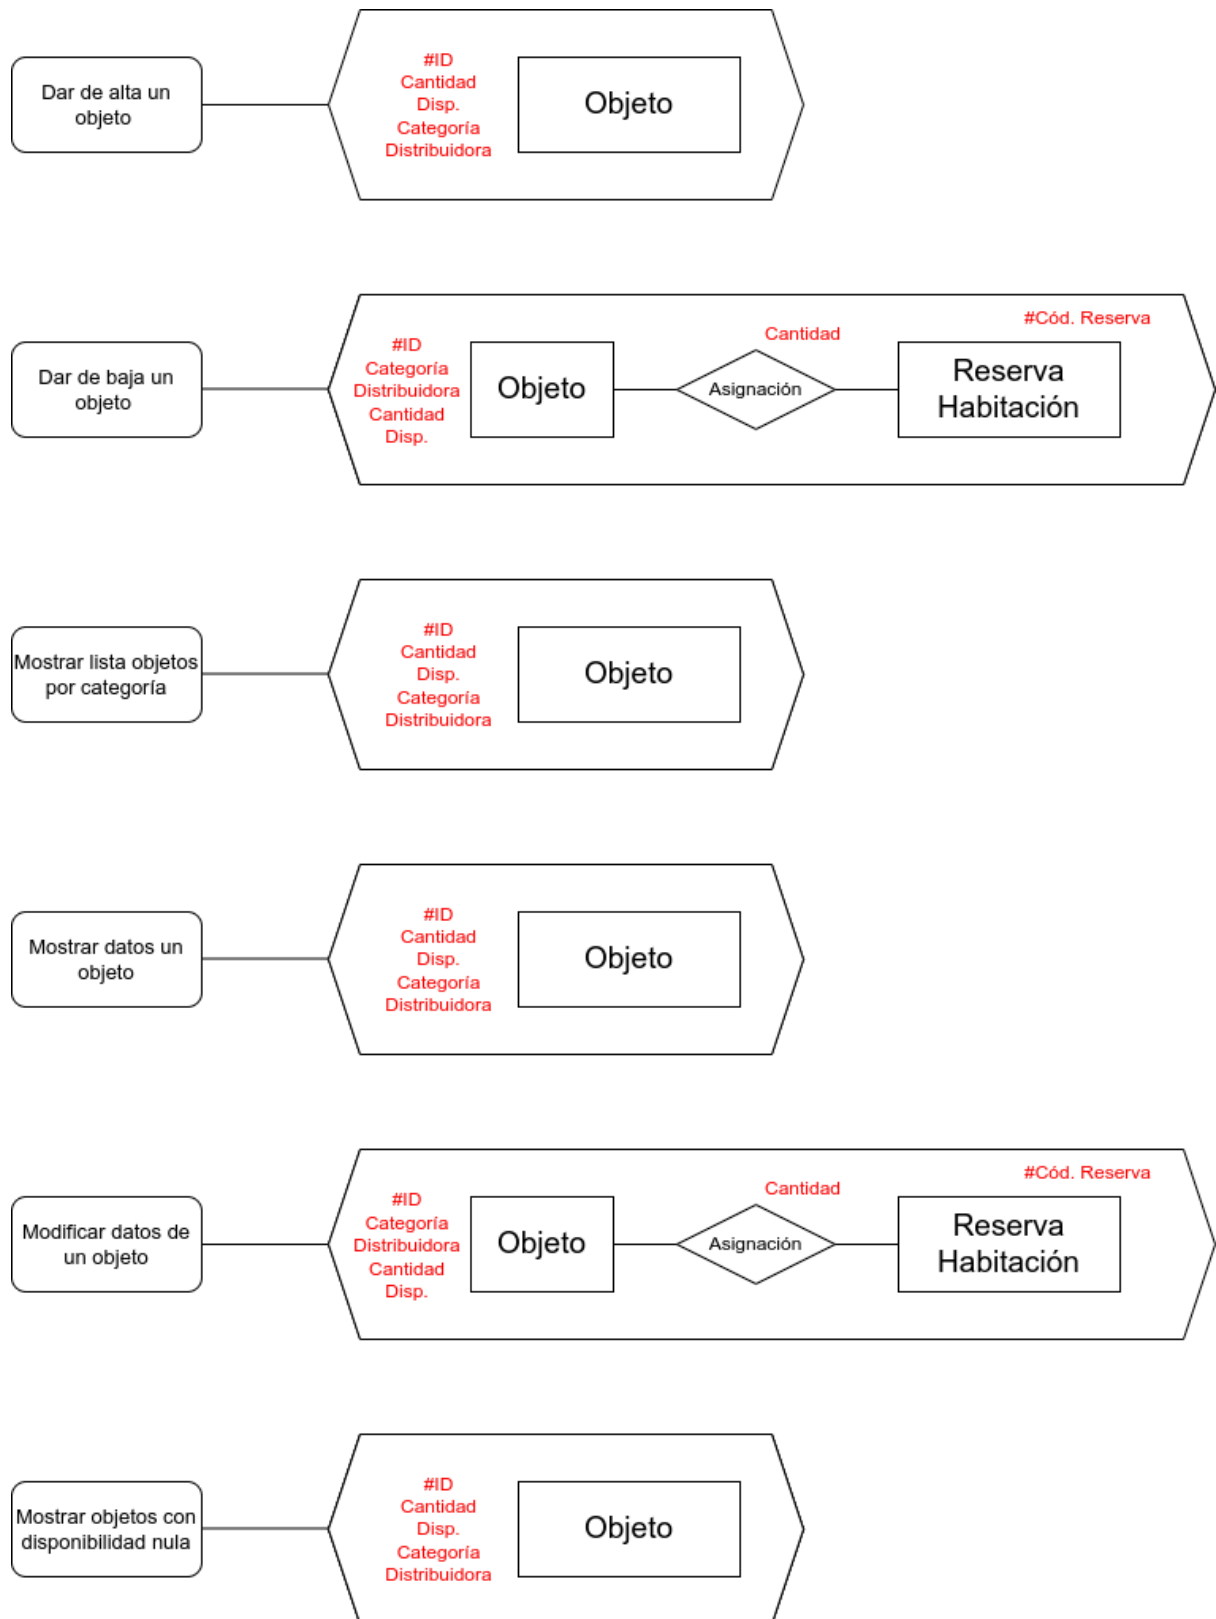 Dar de alta un
objeto
#ID
Cantidad
Disp.
Categoría
Distribuidora
Objeto
Dar de baja un
objeto
#ID
Categoría
Distribuidora
Cantidad
Disp.
Objeto
Cantidad
Asignación
#Cód. Reserva
Reserva
Habitación
Mostrar lista objetos
por categoría
#ID
Cantidad
Disp.
Categoría
Distribuidora
Objeto
Mostrar datos un
objeto
#ID
Cantidad
Disp.
Categoría
Distribuidora
Objeto
Modificar datos de
un objeto
#ID
Categoría
Distribuidora
Cantidad
Disp.
Objeto
Cantidad
Asignación
#Cód. Reserva
Reserva
Habitación
Mostrar objetos con
disponibilidad nula
#ID
Cantidad
Disp.
Categoría
Distribuidora
Objeto